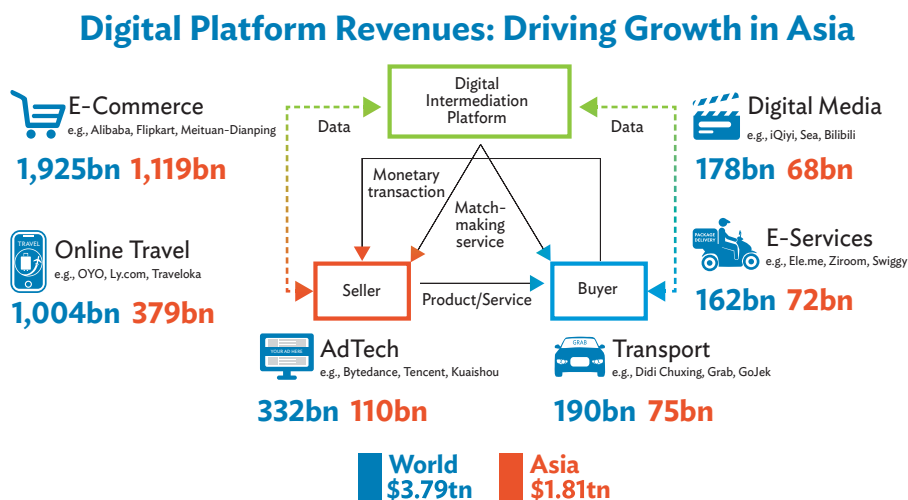 Digital Platform Revenues: Driving Growth in Asia
E-Commerce
e.g., Alibaba, Flipkart, Meituan-Dianping
1,925bn 1,119bn
TRAVEL
Online Travel
e.g., OYO, Ly.com, Traveloka
1,004bn 379bn
Digital
Intermediation
Platform
Data
Data
Monetary
transaction
Match-
making
service
Seller
Product/Service
Buyer
Digital Media
e.g., iQiyi, Sea, Bilibili
178bn 68bn
PACKAGE
DELIVERY
E-Services
e.g., Ele.me, Ziroom, Swiggy
162bn 72bn
YOUR AD HERE
AdTech
e.g., Bytedance, Tencent, Kuaishou
332bn 110bn
GRAB
Transport
e.g., Didi Chuxing, Grab, GoJek
190bn 75bn
World
$3.79tn
Asia
$1.81tn